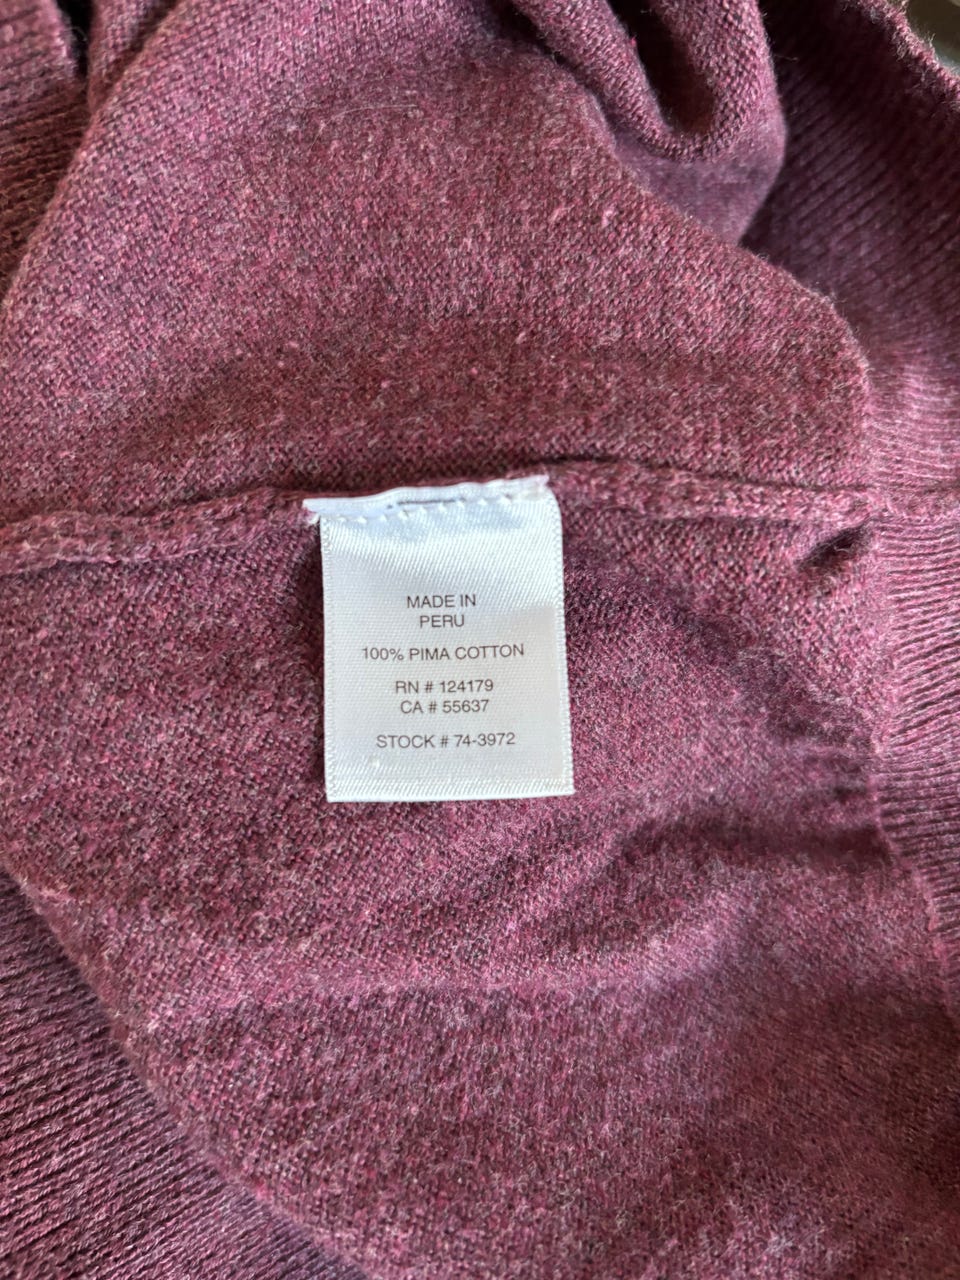 MADE IN
PERU
100% PIMA COTTON
RN # 124179
CA # 55637
STOCK # 74-3972